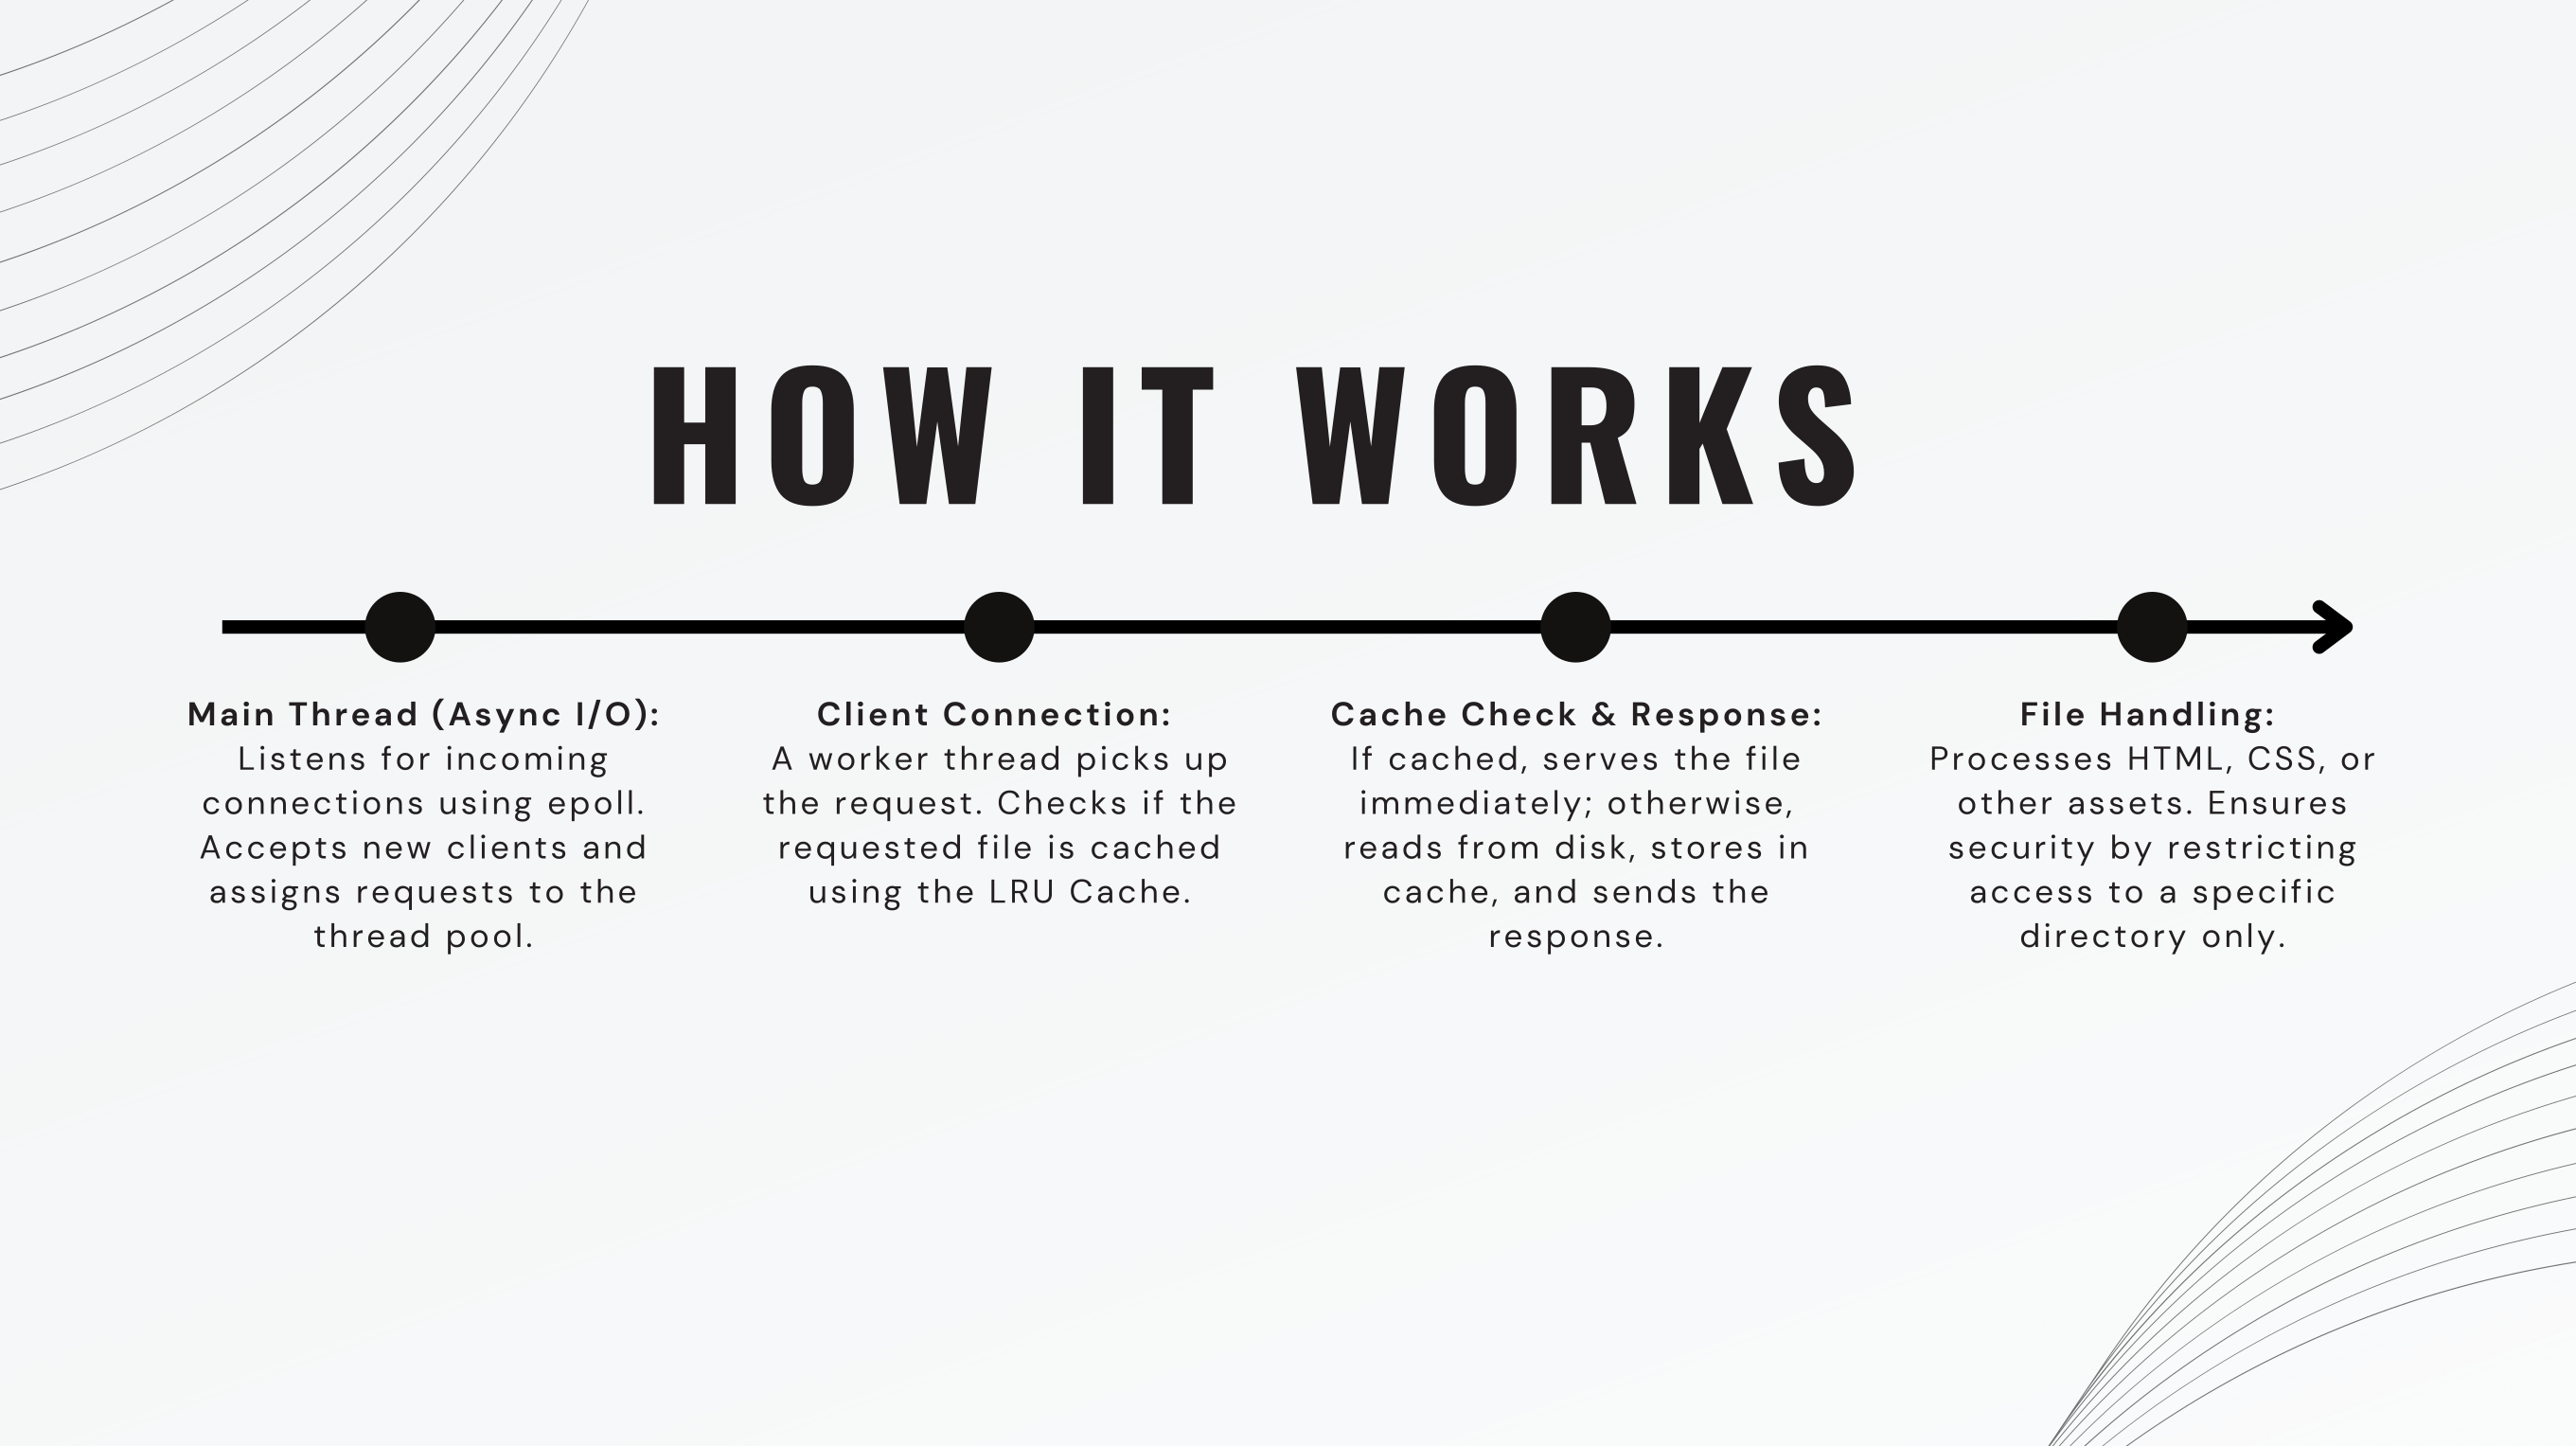 HOW IT WORKS
Main Thread (Async I/O):
Listens for incoming
connections using epoll.
Accepts new clients and
assigns requests to the
thread pool.
Client Connection:
A worker thread picks up
the request. Checks if the
requested file is cached
using the LRU Cache.
Cache Check & Response:
If cached, serves the file
immediately; otherwise,
reads from disk, stores in
cache, and sends the
response.
File Handling:
Processes HTML, CSS, or
other assets. Ensures
security by restricting
access to a specific
directory only.